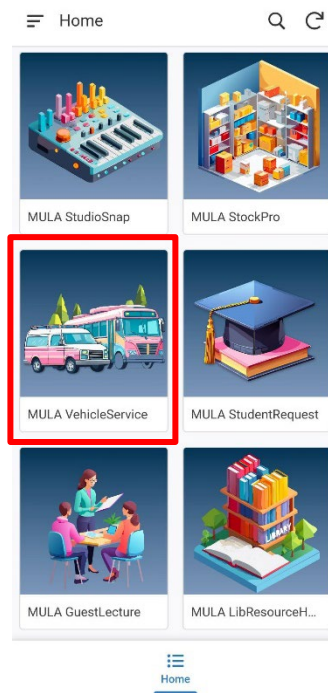 Home
MULA StudioSnap
MULA StockPro
MULA VehicleService
MULA StudentRequest
MULA GuestLecture
LIBRARY
MULA LibResourceH...
Home